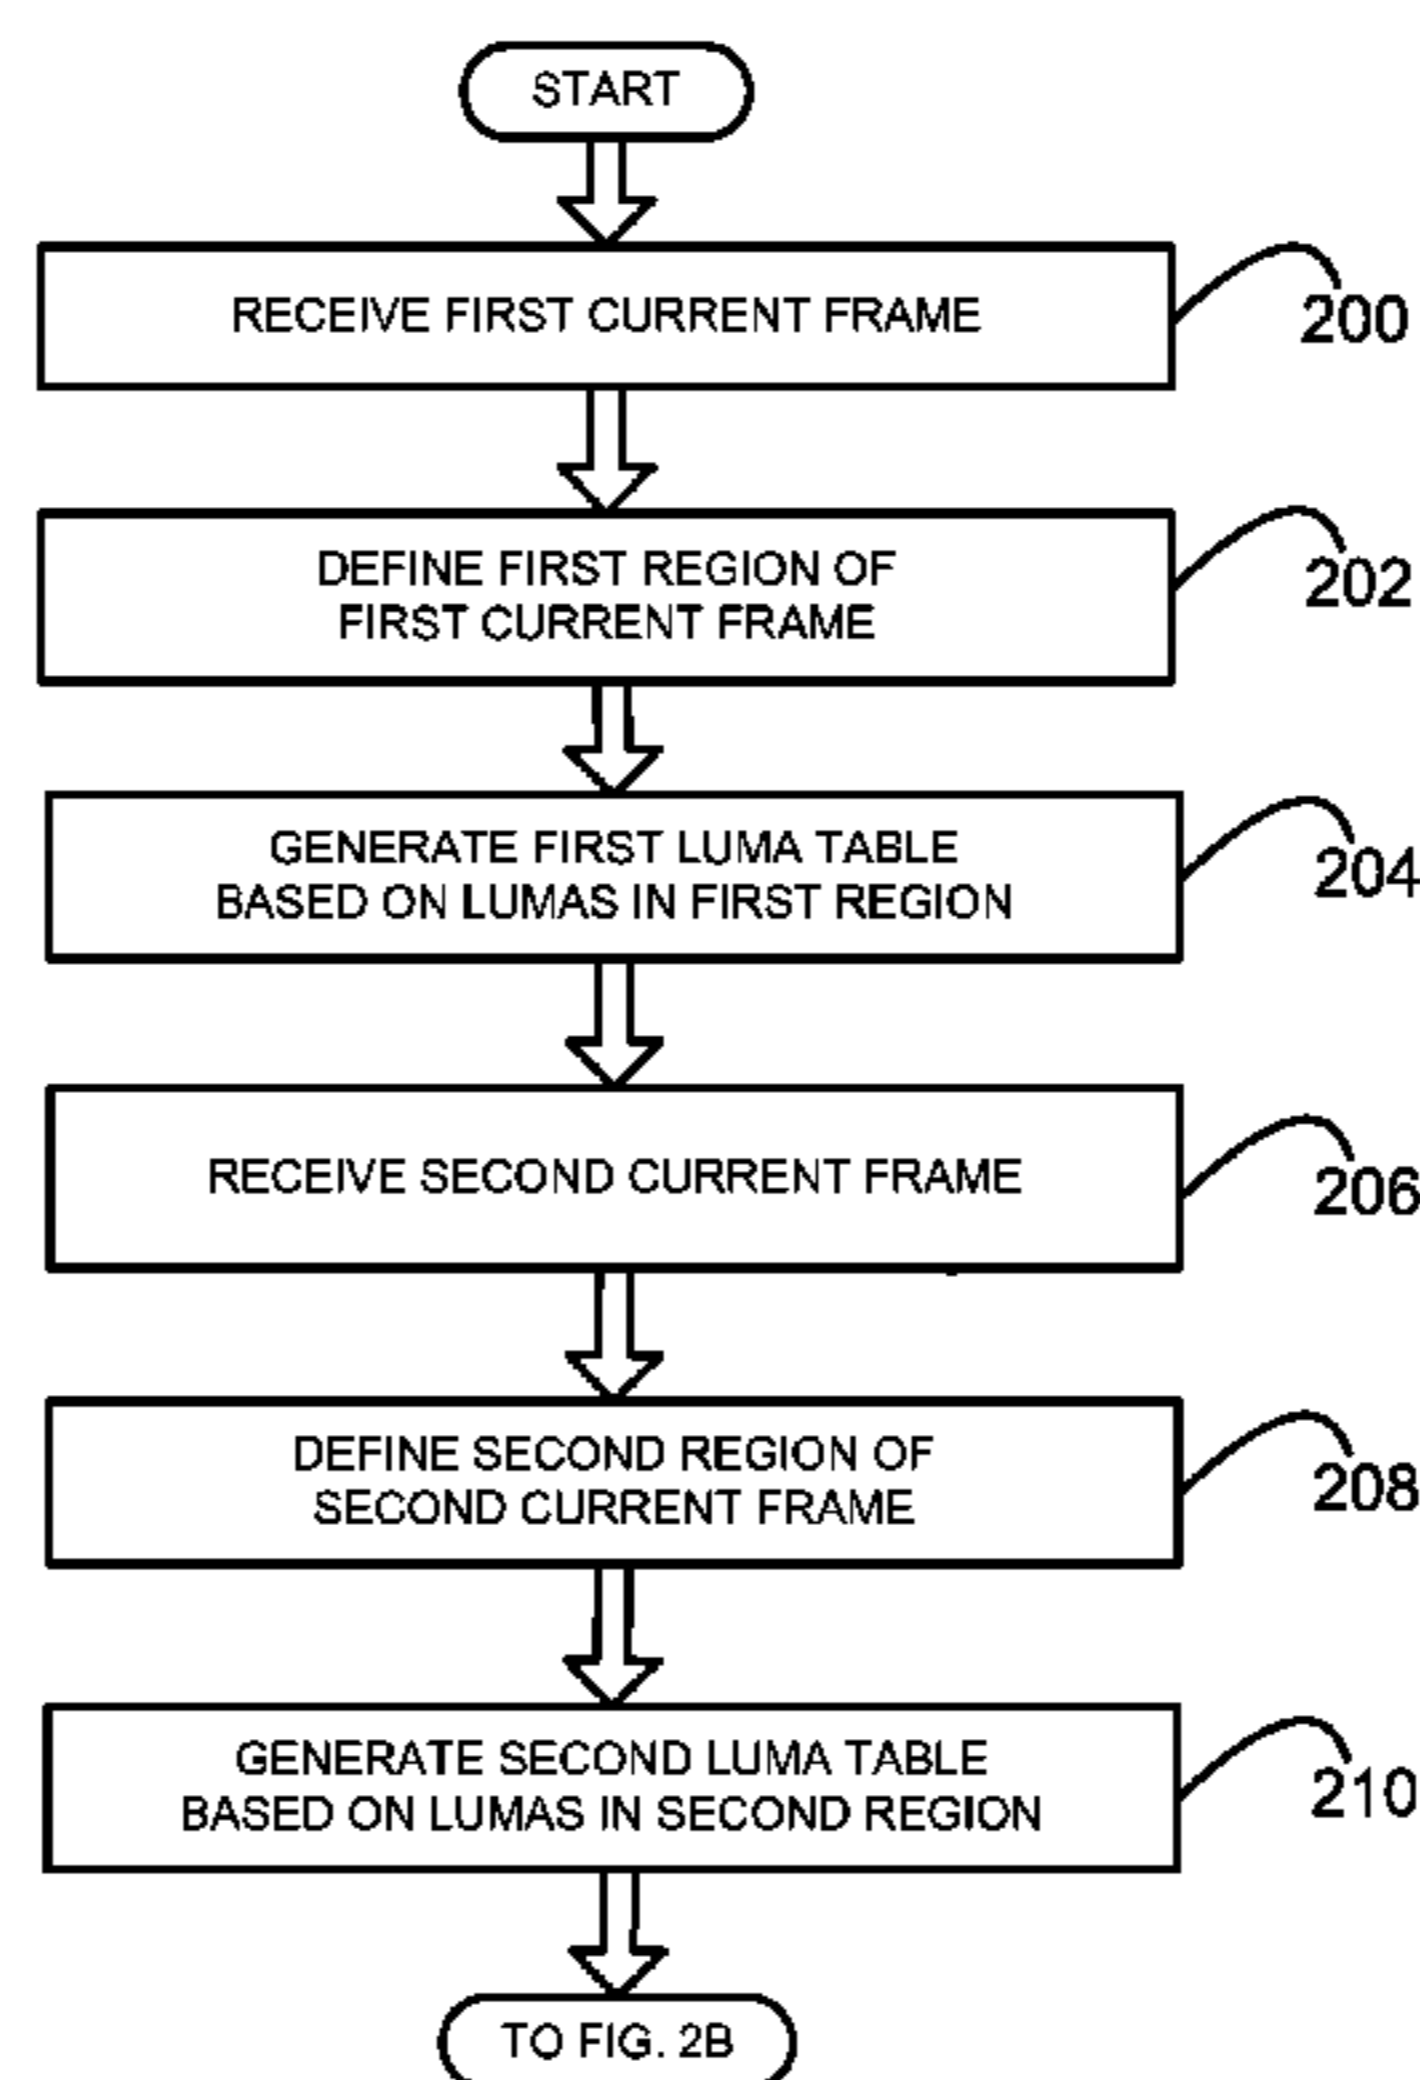 START
RECEIVE FIRST CURRENT FRAME
200
DEFINE FIRST REGION OF
FIRST CURRENT FRAME
202
GENERATE FIRST LUMA TABLE
BASED ON LUMAS IN FIRST REGION
204
RECEIVE SECOND CURRENT FRAME
206
DEFINE SECOND REGION OF
SECOND CURRENT FRAME
208
GENERATE SECOND LUMA TABLE
BASED ON LUMAS IN SECOND REGION
210
TO FIG. 2B